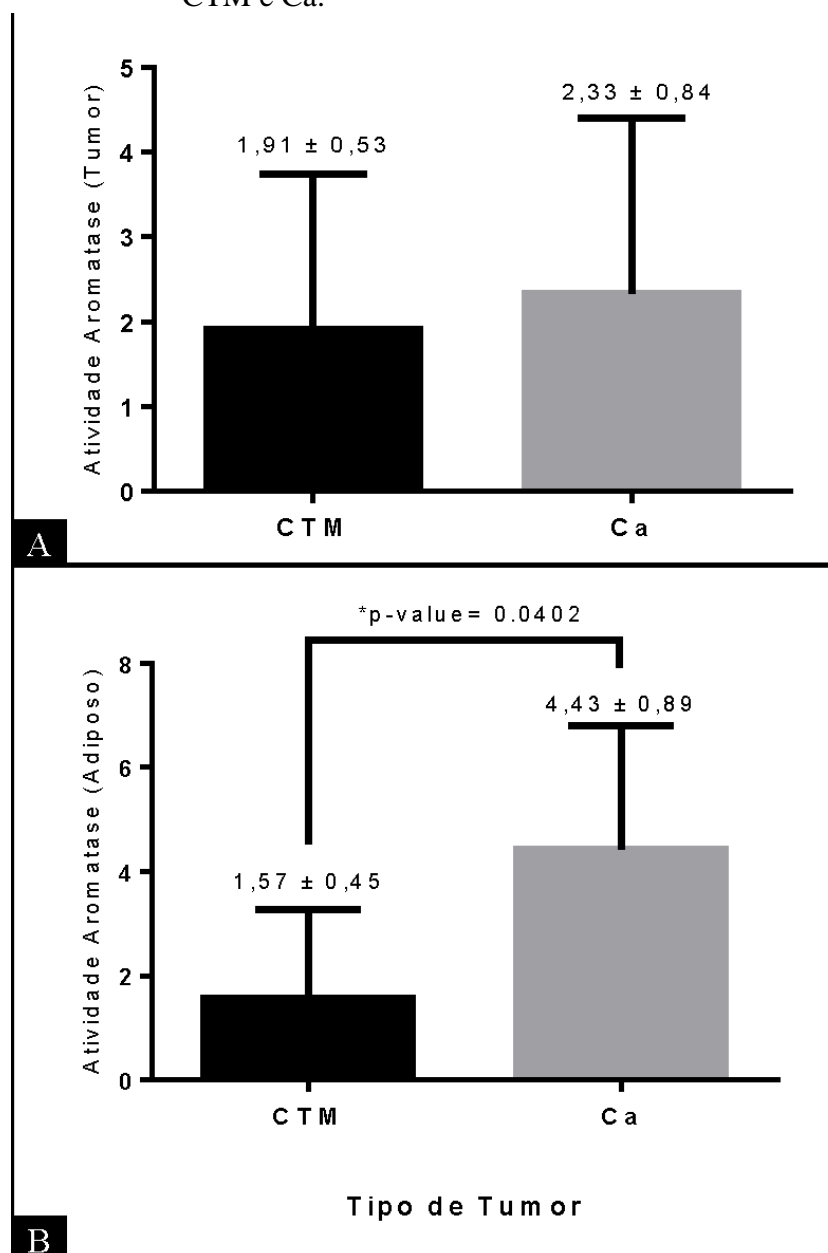 CTM e Ca.
Atividade Aromatase (Tumor)
5
4
3
2
1
0
1,91 ± 0,53
2,33 ± 0,84
CTM
Ca
A
*p-value= 0.0402
Atividade Aromatase (Adiposo)
8
6
4
2
0
1,57 ± 0,45
4,43 ± 0,89
CTM
Ca
Tipo de Tumor
B